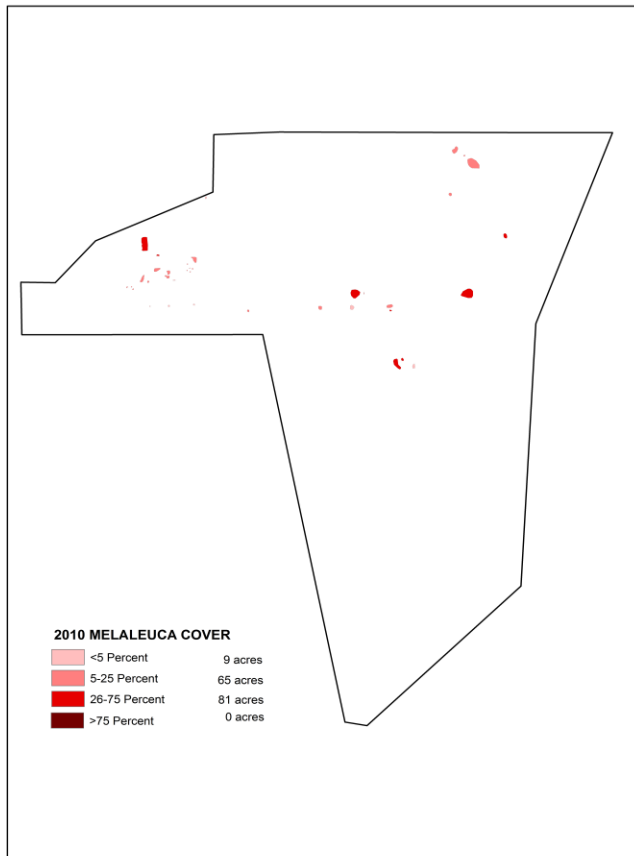 2010 MELALEUCA COVER
<5 Percent 9 acres
5-25 Percent 65 acres
26-75 Percent 81 acres
>75 Percent 0 acres